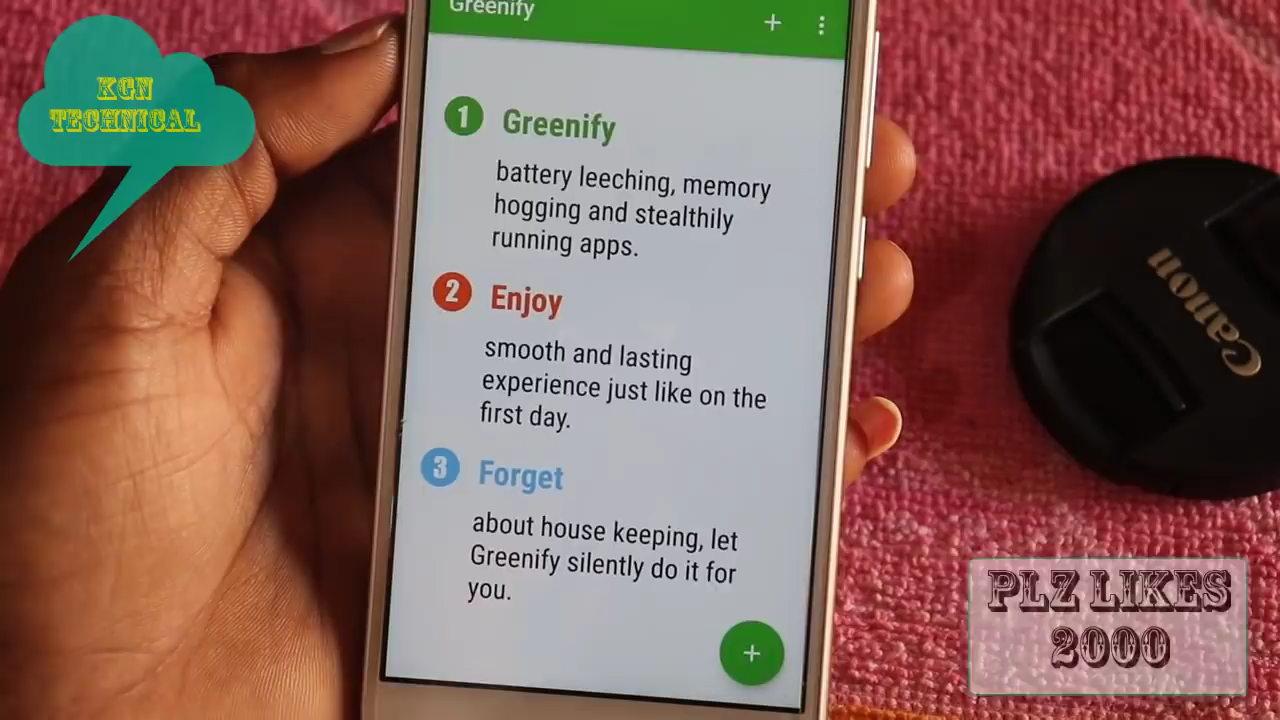 Greenify
KGN
TECHNICAL
1 Greenify
battery leeching, memory
hogging and stealthily
running apps.
2 Enjoy
smooth and lasting
experience just like on the
first day.
3 Forget
about house keeping, let
Greenify silently do it for
you.
Canon
PLZ LIKES
2000